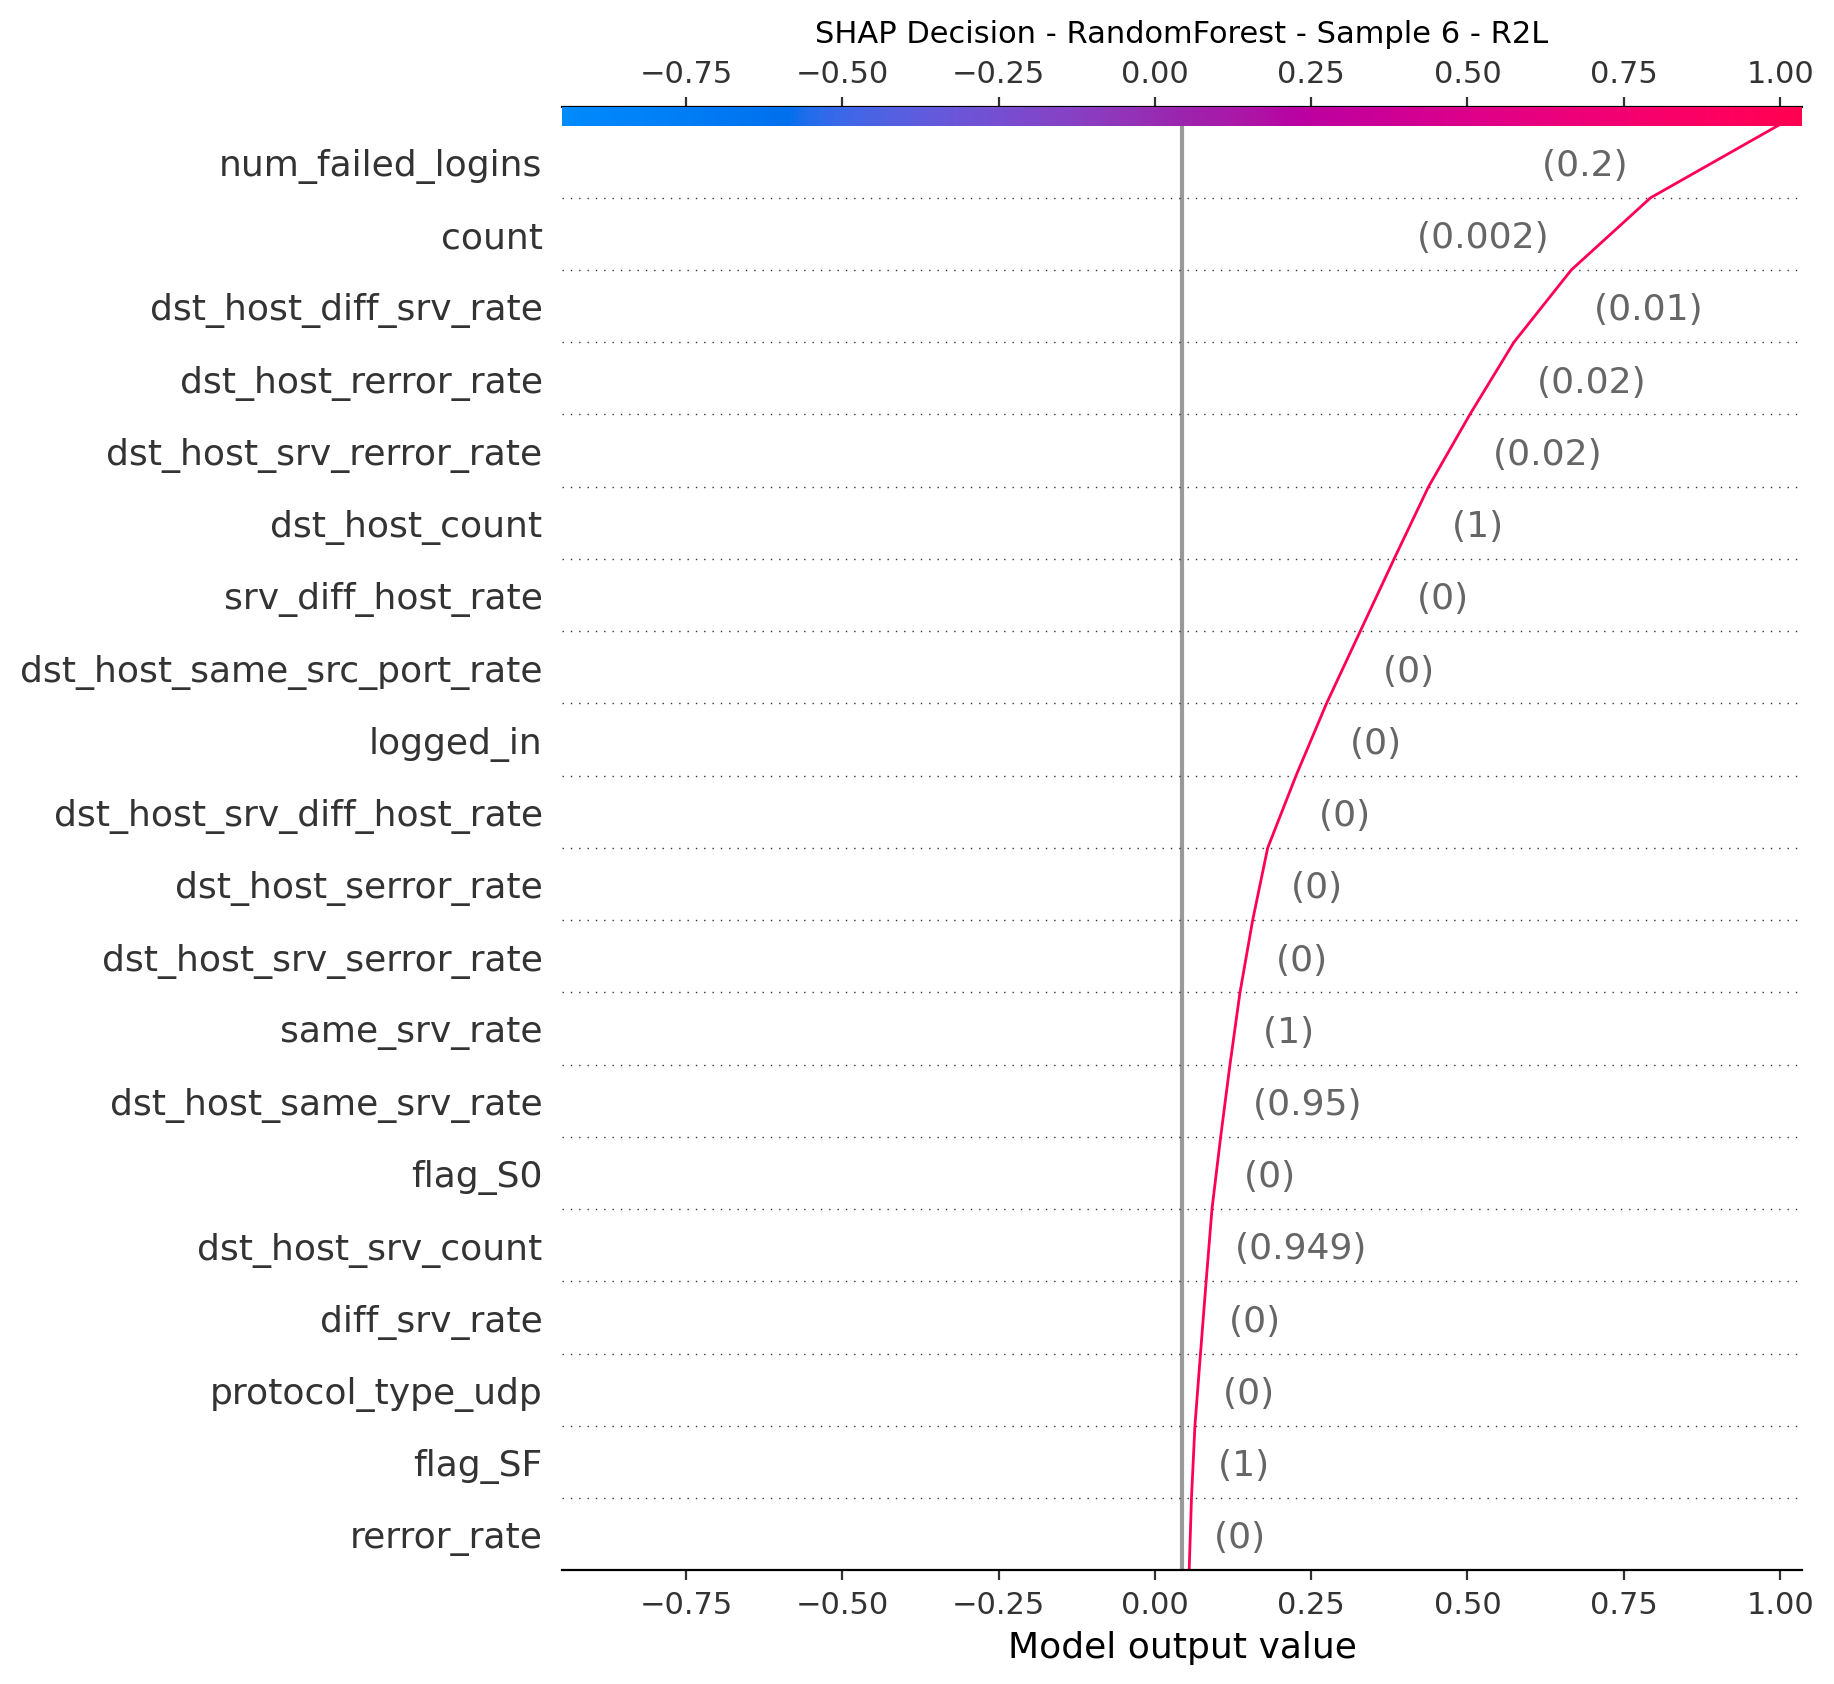 SHAP Decision - RandomForest - Sample 6 - R2L
−0.75 −0.50 −0.25 0.00 0.25 0.50 0.75 1.00
num_failed_logins (0.2)
count (0.002)
dst_host_diff_srv_rate (0.01)
dst_host_rerror_rate (0.02)
dst_host_srv_rerror_rate (0.02)
dst_host_count (1)
srv_diff_host_rate (0)
dst_host_same_src_port_rate (0)
logged_in (0)
dst_host_srv_diff_host_rate (0)
dst_host_serror_rate (0)
dst_host_srv_serror_rate (0)
same_srv_rate (1)
dst_host_same_srv_rate (0.95)
flag_S0 (0)
dst_host_srv_count (0.949)
diff_srv_rate (0)
protocol_type_udp (0)
flag_SF (1)
rerror_rate (0)
−0.75 −0.50 −0.25 0.00 0.25 0.50 0.75 1.00
Model output value